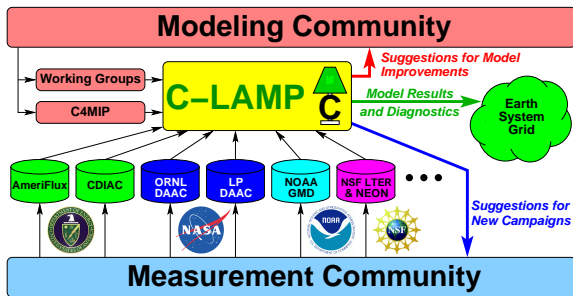 Modeling Community
Suggestions for Model
Improvements
Working Groups
C4MIP
C–LAMP
C
Model Results
and Diagnostics
Earth
System
Grid
AmeriFlux
CDIAC
ORNL
DAAC
LP
DAAC
NOAA
GMD
NSF LTER
& NEON
Suggestions for
New Campaigns
NASA
NOAA
NSF
Measurement Community